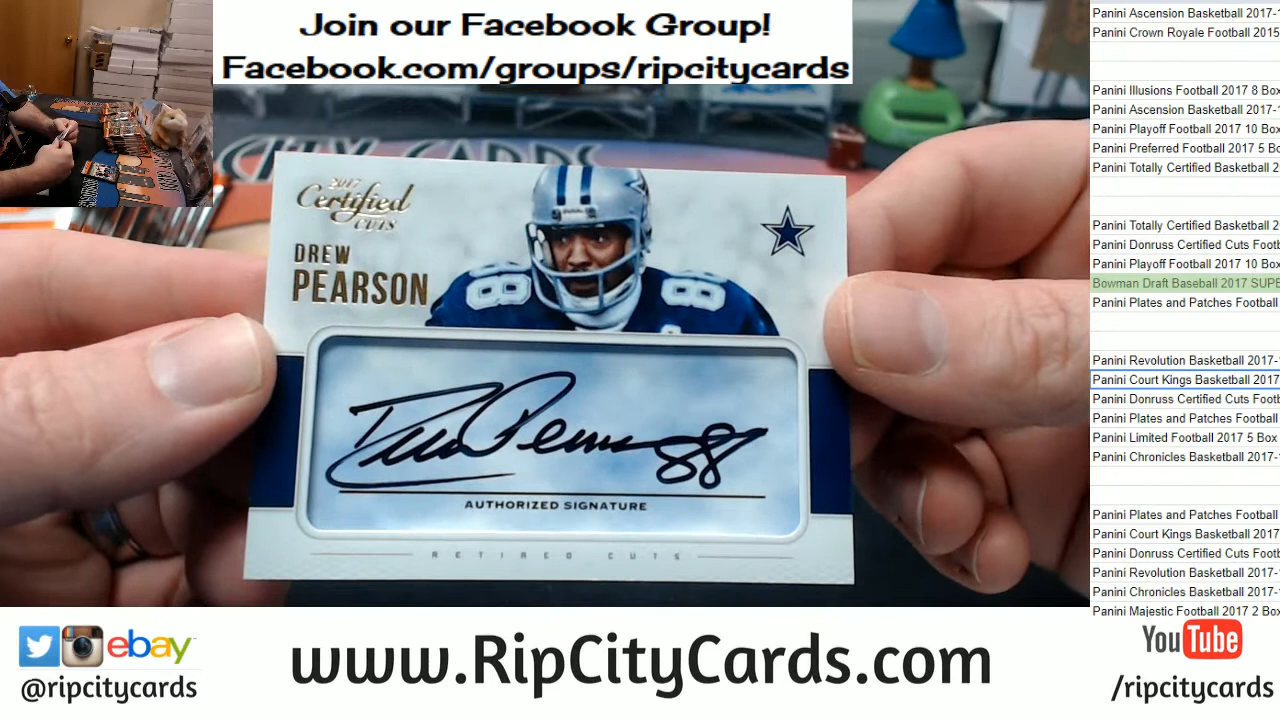 Join our Facebook Group!
Facebook.com/groups/ripcitycards
CITY CARDS
2017
Certified
CUTS
DREW
PEARSON
88
Drew Pearson 88
AUTHORIZED SIGNATURE
RETIRED CUTS
Panini Ascension Basketball 2017-
Panini Crown Royale Football 2015
Panini Illusions Football 2017 8 Box
Panini Ascension Basketball 2017-
Panini Playoff Football 2017 10 Box
Panini Preferred Football 2017 5 Bo
Panini Totally Certified Basketball 2
Panini Totally Certified Basketball 2
Panini Donruss Certified Cuts Footb
Panini Playoff Football 2017 10 Box
Bowman Draft Baseball 2017 SUPE
Panini Plates and Patches Football
Panini Revolution Basketball 2017-
Panini Court Kings Basketball 2017
Panini Donruss Certified Cuts Footb
Panini Plates and Patches Football
Panini Limited Football 2017 5 Box
Panini Chronicles Basketball 2017-
Panini Plates and Patches Football
Panini Court Kings Basketball 2017
Panini Donruss Certified Cuts Footb
Panini Revolution Basketball 2017-
Panini Chronicles Basketball 2017-
Panini Majestic Football 2017 2 Box
ebay
@ripcitycards
www.RipCityCards.com
YouTube
/ripcitycards